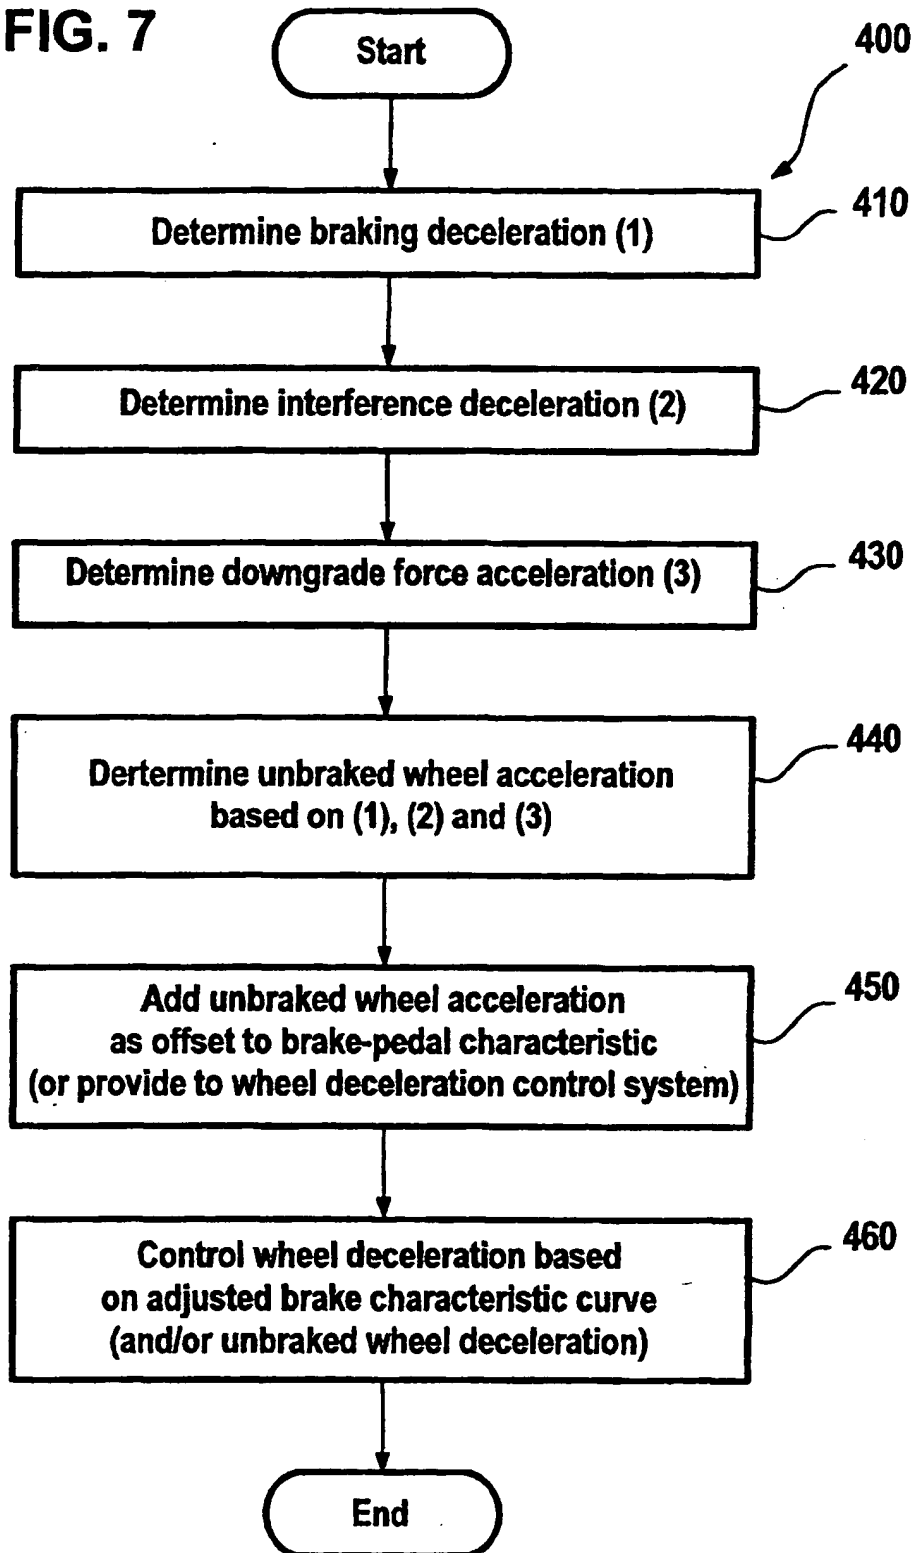 FIG. 7
Start
400
Determine braking deceleration (1)
410
Determine interference deceleration (2)
420
Determine downgrade force acceleration (3)
430
Dertermine unbraked wheel acceleration
based on (1), (2) and (3)
440
Add unbraked wheel acceleration
as offset to brake-pedal characteristic
(or provide to wheel deceleration control system)
450
Control wheel deceleration based
on adjusted brake characteristic curve
(and/or unbraked wheel deceleration)
460
End